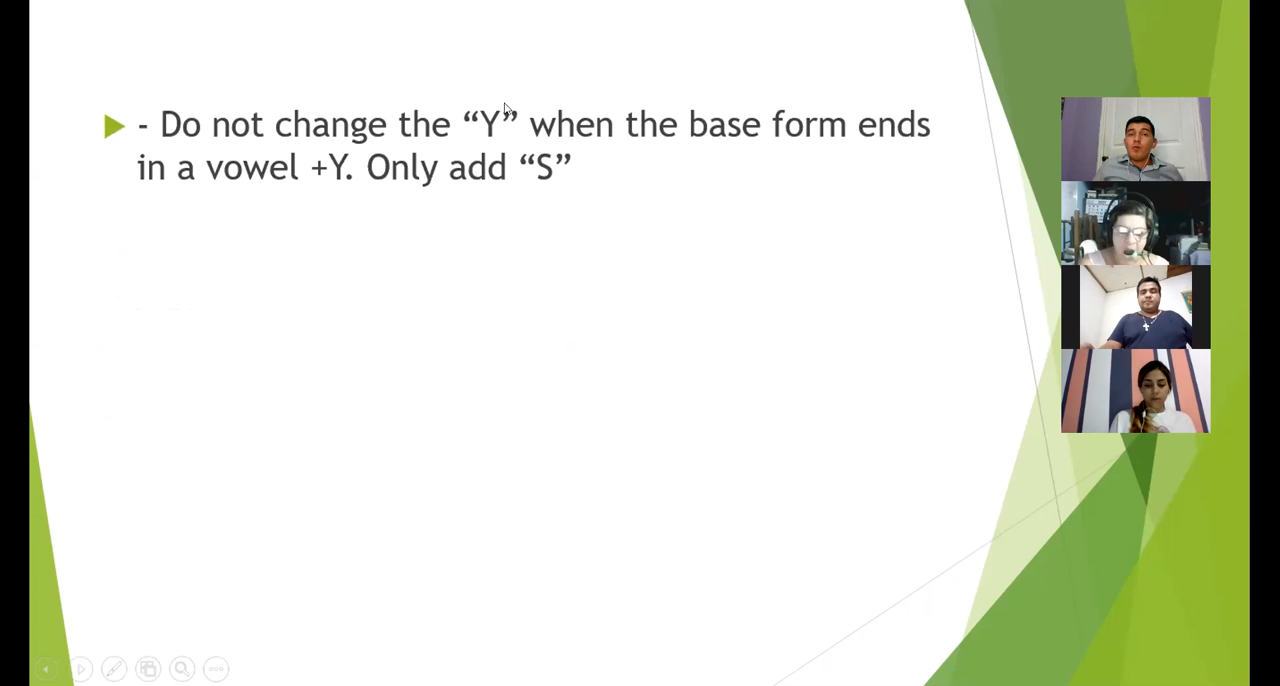 - Do not change the “Y” when the base form ends
in a vowel +Y. Only add “S”